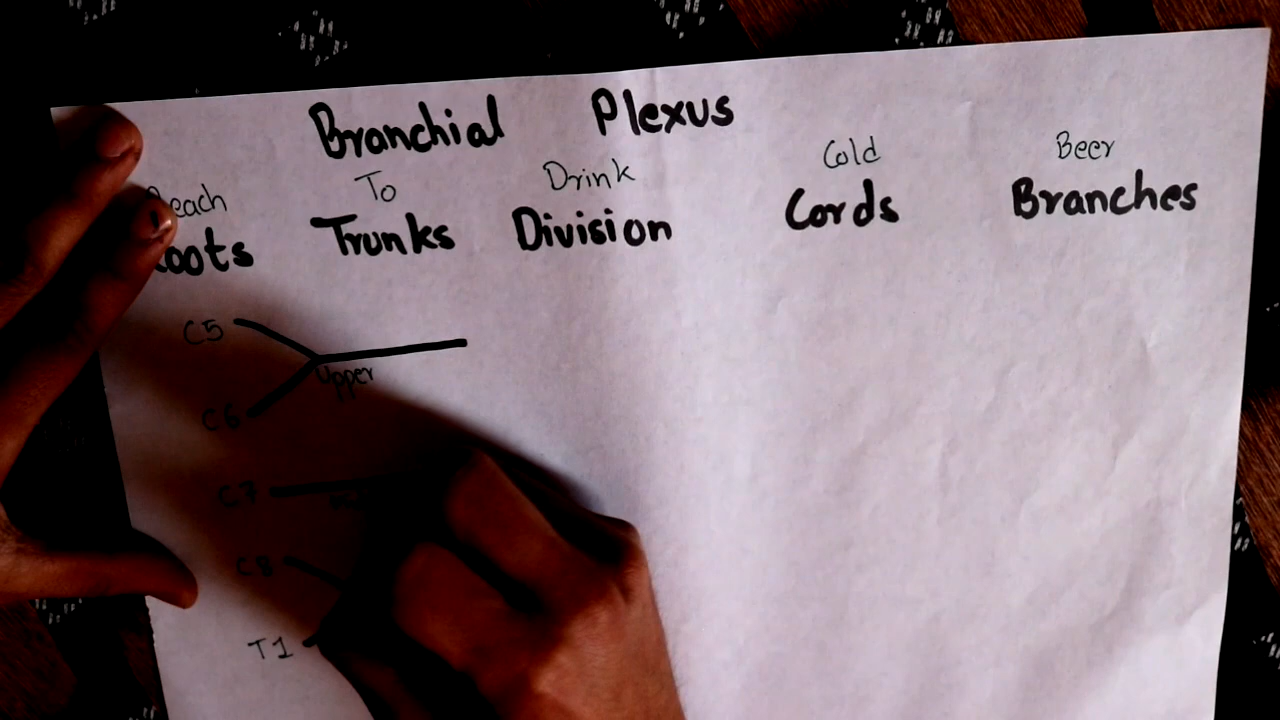 Branchial Plexus
To Drink Cold Beer
Trunks Division Cords Branches
C5
Upper
C6
C7
C8
T1